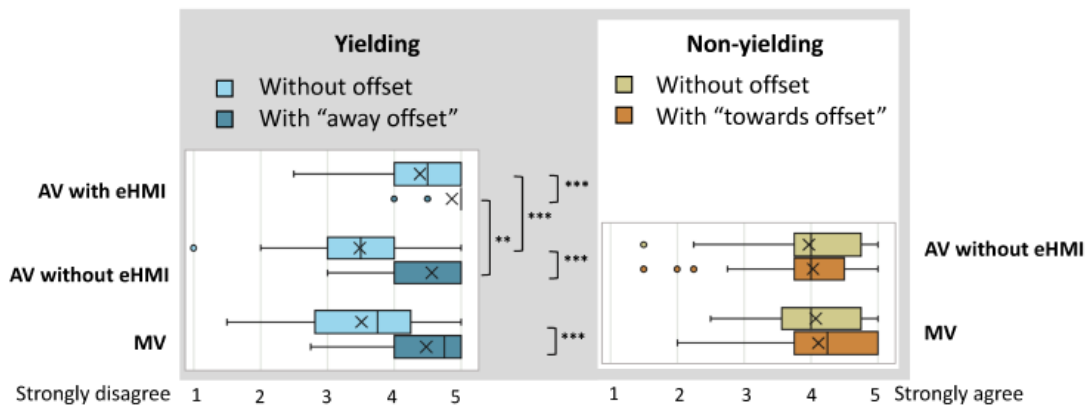 Yielding
Without offset
With “away offset”
Non-yielding
Without offset
With “towards offset”
AV with eHMI
AV without eHMI
MV
***
***
**
***
***
AV without eHMI
MV
Strongly disagree 1 2 3 4 5
1 2 3 4 5 Strongly agree